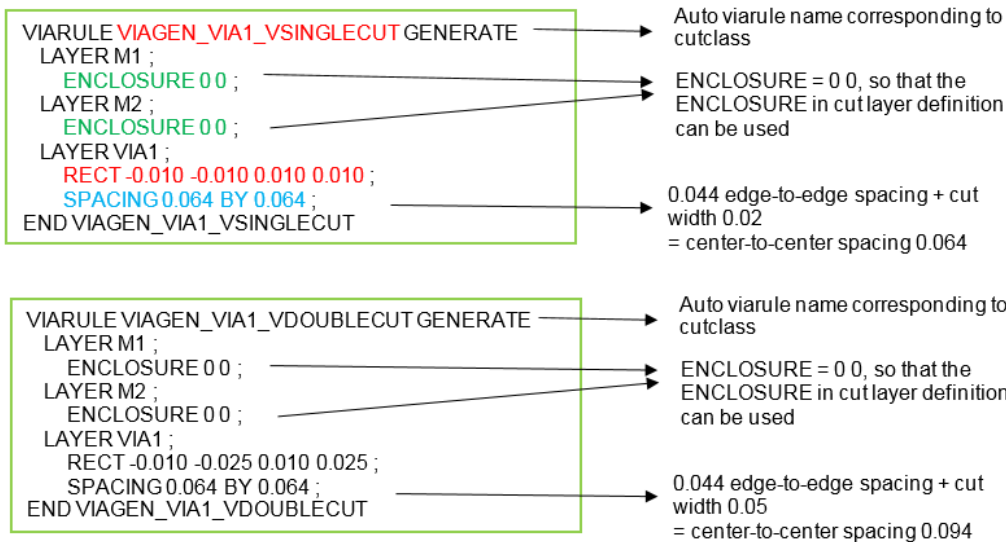 VIARULE VIAGEN_VIA1_VSINGLECUT GENERATE
LAYER M1 ;
ENCLOSURE 0 0 ;
LAYER M2 ;
ENCLOSURE 0 0 ;
LAYER VIA1 ;
RECT -0.010 -0.010 0.010 0.010 ;
SPACING 0.064 BY 0.064 ;
END VIAGEN_VIA1_VSINGLECUT
Auto viarule name corresponding to
cutclass
ENCLOSURE = 0 0, so that the
ENCLOSURE in cut layer definition
can be used
0.044 edge-to-edge spacing + cut
width 0.02
= center-to-center spacing 0.064
VIARULE VIAGEN_VIA1_VDOUBLECUT GENERATE
LAYER M1 ;
ENCLOSURE 0 0 ;
LAYER M2 ;
ENCLOSURE 0 0 ;
LAYER VIA1 ;
RECT -0.010 -0.025 0.010 0.025 ;
SPACING 0.064 BY 0.064 ;
END VIAGEN_VIA1_VDOUBLECUT
Auto viarule name corresponding to
cutclass
ENCLOSURE = 0 0, so that the
ENCLOSURE in cut layer definition
can be used
0.044 edge-to-edge spacing + cut
width 0.05
= center-to-center spacing 0.094